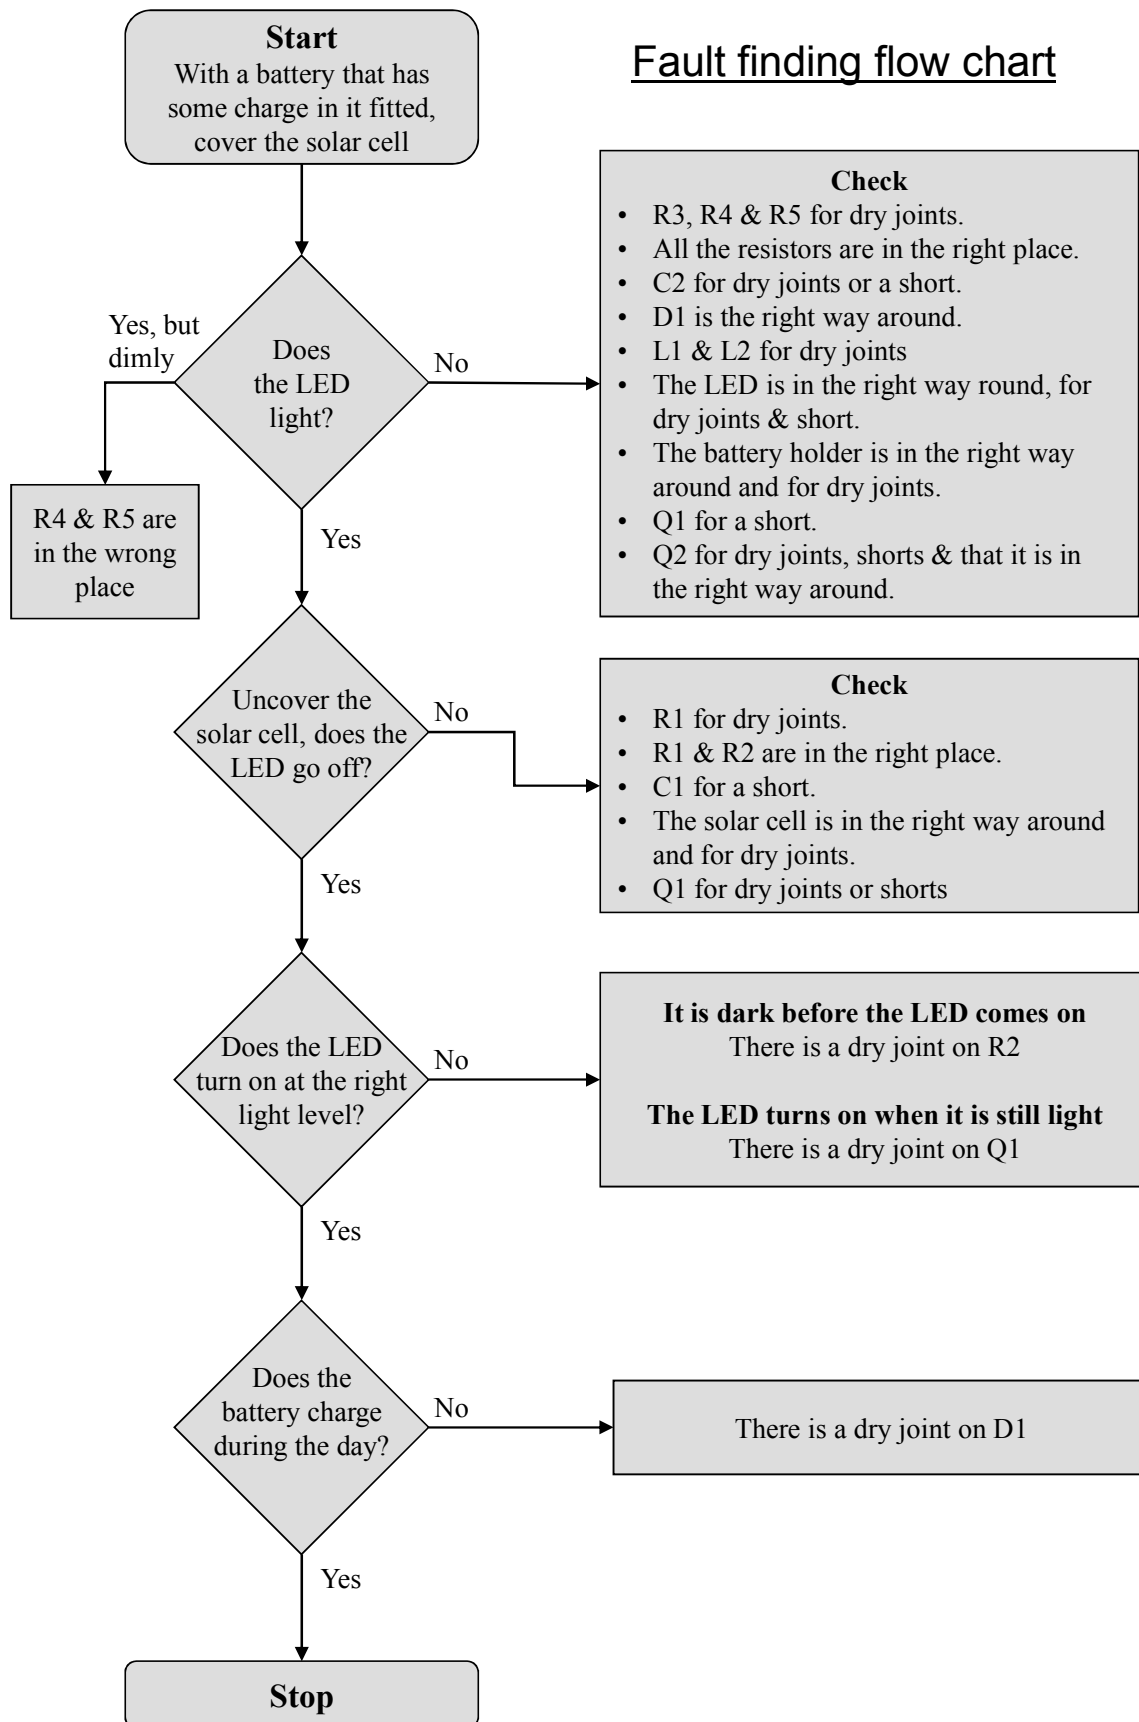 Start
With a battery that has
some charge in it fitted,
cover the solar cell
Fault finding flow chart
Check
• R3, R4 & R5 for dry joints.
• All the resistors are in the right place.
• C2 for dry joints or a short.
• D1 is the right way around.
• L1 & L2 for dry joints
• The LED is in the right way round, for
dry joints & short.
• The battery holder is in the right way
around and for dry joints.
• Q1 for a short.
• Q2 for dry joints, shorts & that it is in
the right way around.
Yes, but
dimly
Does
the LED
light?
No
R4 & R5 are
in the wrong
place
Yes
Uncover the
solar cell, does the
LED go off?
No
Check
• R1 for dry joints.
• R1 & R2 are in the right place.
• C1 for a short.
• The solar cell is in the right way around
and for dry joints.
• Q1 for dry joints or shorts
Yes
Does the LED
turn on at the right
light level?
No
It is dark before the LED comes on
There is a dry joint on R2
The LED turns on when it is still light
There is a dry joint on Q1
Yes
Does the
battery charge
during the day?
No
There is a dry joint on D1
Yes
Stop